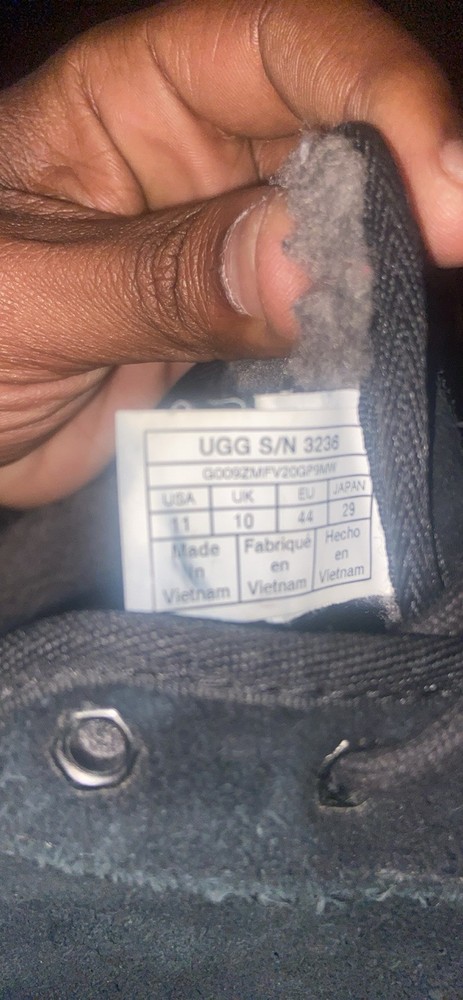 UGG S/N 3236
G009ZMFV20GP9MW
USA UK EU JAPAN
11 10 44 29
Made in Vietnam
Fabriqué en Vietnam
Hecho en Vietnam